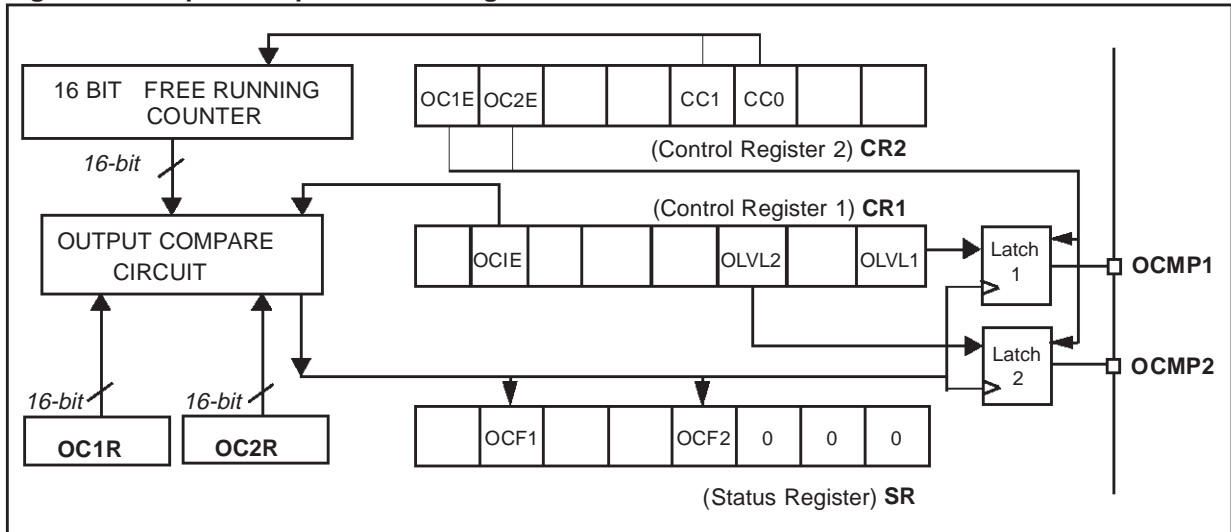 16 BIT FREE RUNNING
COUNTER
16-bit
OC1E OC2E CC1 CC0
(Control Register 2) CR2
(Control Register 1) CR1
OUTPUT COMPARE
CIRCUIT
OCIE OLVL2 OLVL1
Latch
1
OCMP1
Latch
2
OCMP2
16-bit
16-bit
OC1R
OC2R
OCF1 OCF2 0 0 0
(Status Register) SR